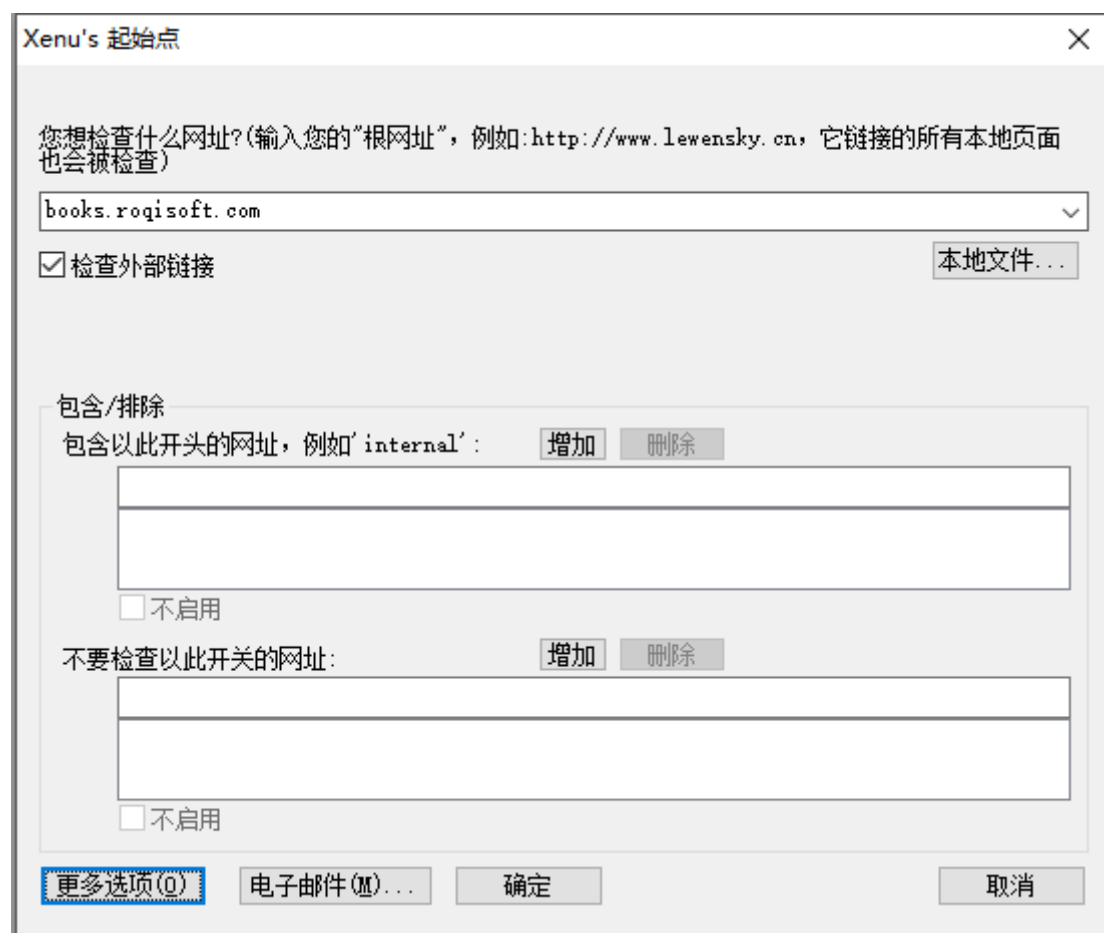 Xenu's 起始点
您想检查什么网址?(输入您的"根网址"，例如:http://www.lewensky.cn，它链接的所有本地页面
也会被检查)
books.roqisoft.com
检查外部链接
本地文件...
包含/排除
包含以此开头的网址，例如'internal':
增加
删除
不启用
不要检查以此开关的网址:
增加
删除
不启用
更多选项(O)
电子邮件(M)...
确定
取消